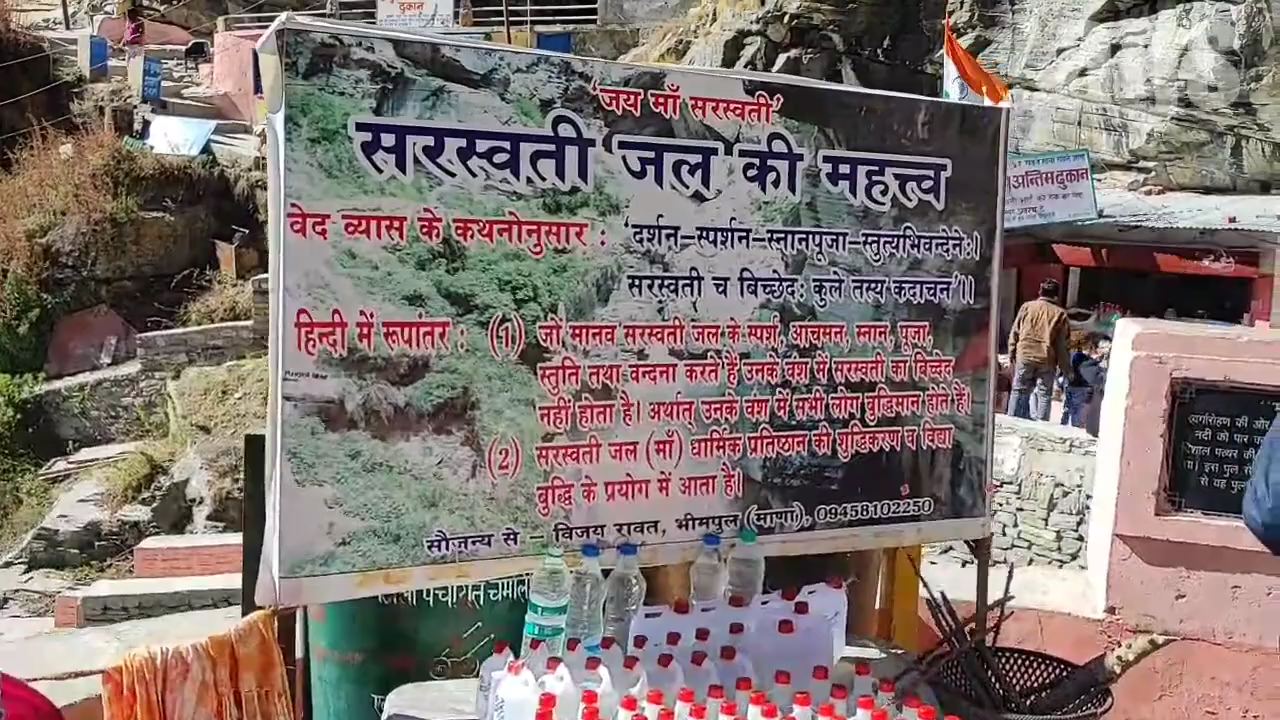 दुकान
'जय माँ सरस्वती'
सरस्वती जल की महत्त्व
वेद व्यास के कथनोनुसार : 'दर्शन–स्पर्शन–स्नानपूजा–स्तुत्यभिवन्देनेः।
सरस्वती च बिच्छेदः कुले तस्य कदाचन'।।
हिन्दी में रूपांतर : (1) जो मानव सरस्वती जल के स्पर्श, आचमन, स्नान, पूजा,
स्तुति तथा वन्दना करते हैं उनके वंश में सरस्वती का बिच्छेद
नहीं होता है। अर्थात् उनके वंश में सभी लोग बुद्धिमान होते हैं।
(2) सरस्वती जल (माँ) धार्मिक प्रतिष्ठान की शुद्धिकरण व विद्या
बुद्धि के प्रयोग में आता है।
सौजन्य से – विजय रावत, भीमपुल (माणा), 09458102250
अन्तिम दुकान
नदी को पार